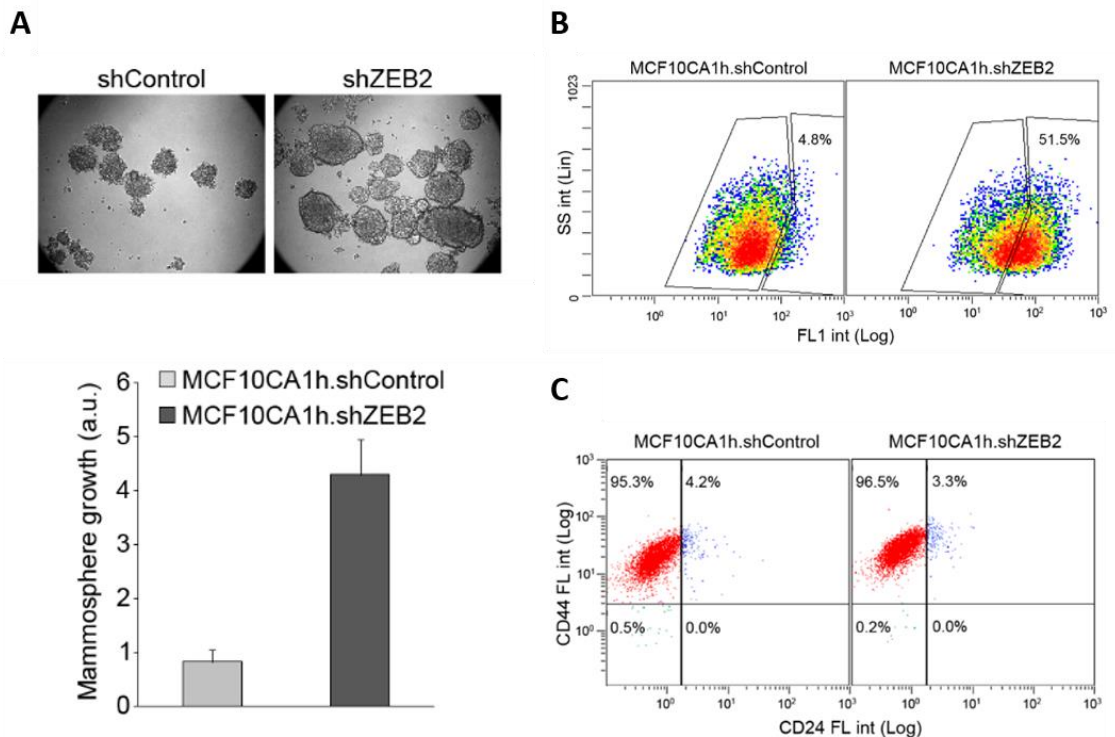 A
shControl
shZEB2
6
5
4
3
2
1
0
Mammosphere growth (a.u.)
MCF10CA1h.shControl
MCF10CA1h.shZEB2
B
MCF10CA1h.shControl
MCF10CA1h.shZEB2
1023
0
SS int (Lin)
4.8%
51.5%
10⁰ 10¹ 10² 10³
10⁰ 10¹ 10² 10³
FL1 int (Log)
C
MCF10CA1h.shControl
MCF10CA1h.shZEB2
10³
10²
10¹
10⁰
CD44 FL int (Log)
95.3% 4.2%
0.5% 0.0%
96.5% 3.3%
0.2% 0.0%
10⁰ 10¹ 10² 10³
10⁰ 10¹ 10² 10³
CD24 FL int (Log)